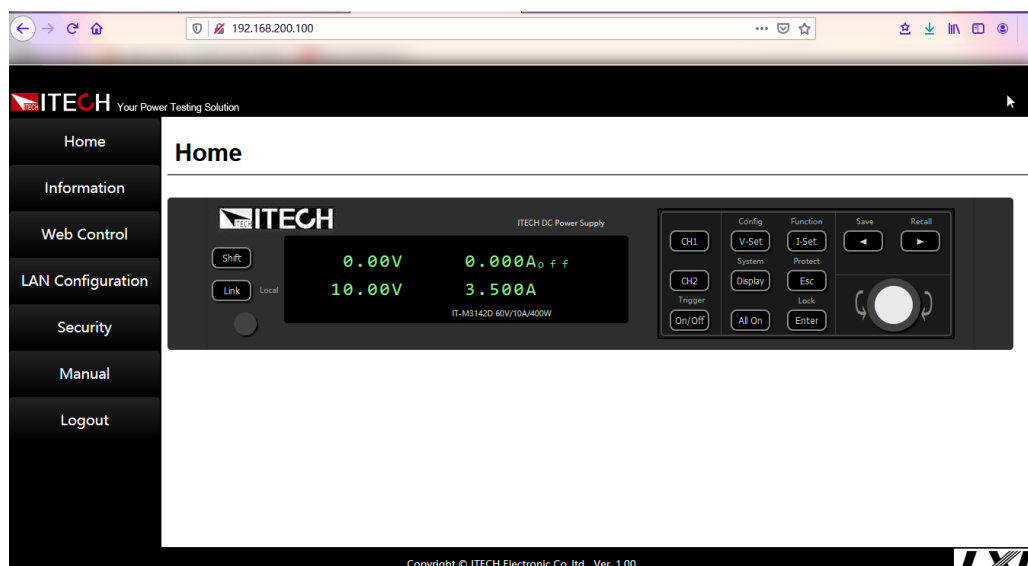 192.168.200.100
ITECH ITECH Your Power Testing Solution
Home
Information
Web Control
LAN Configuration
Security
Manual
Logout
Home
ITECH ITECH
ITECH DC Power Supply
Shift
Link Local
0.00V 0.000A off
10.00V 3.500A
IT-M3142D 60V/10A/400W
Config Function Save Recall
CH1 V-Set I-Set
System Protect
CH2 Display Esc
Trigger Lock
On/Off All On Enter
Copyright © ITECH Electronic Co.,ltd. Ver 1.00
LXI